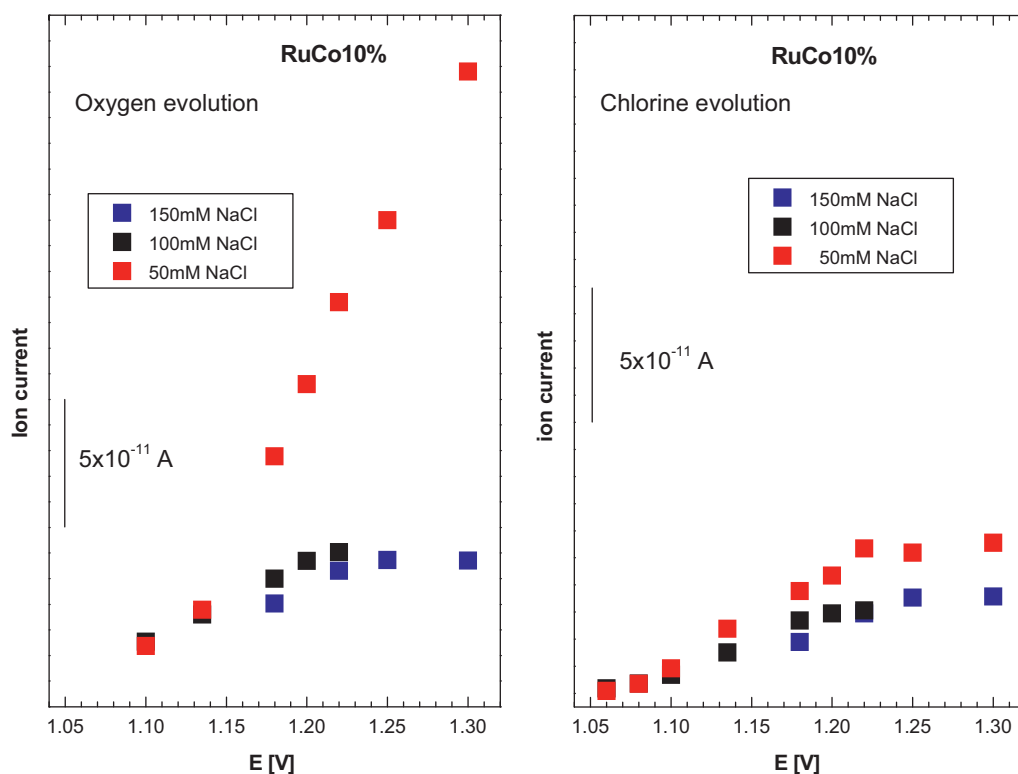 RuCo10%
Oxygen evolution
150mM NaCl
100mM NaCl
50mM NaCl
5x10⁻¹¹ A
Ion current
1.05 1.10 1.15 1.20 1.25 1.30
E [V]
RuCo10%
Chlorine evolution
150mM NaCl
100mM NaCl
50mM NaCl
5x10⁻¹¹ A
ion current
1.05 1.10 1.15 1.20 1.25 1.30
E [V]